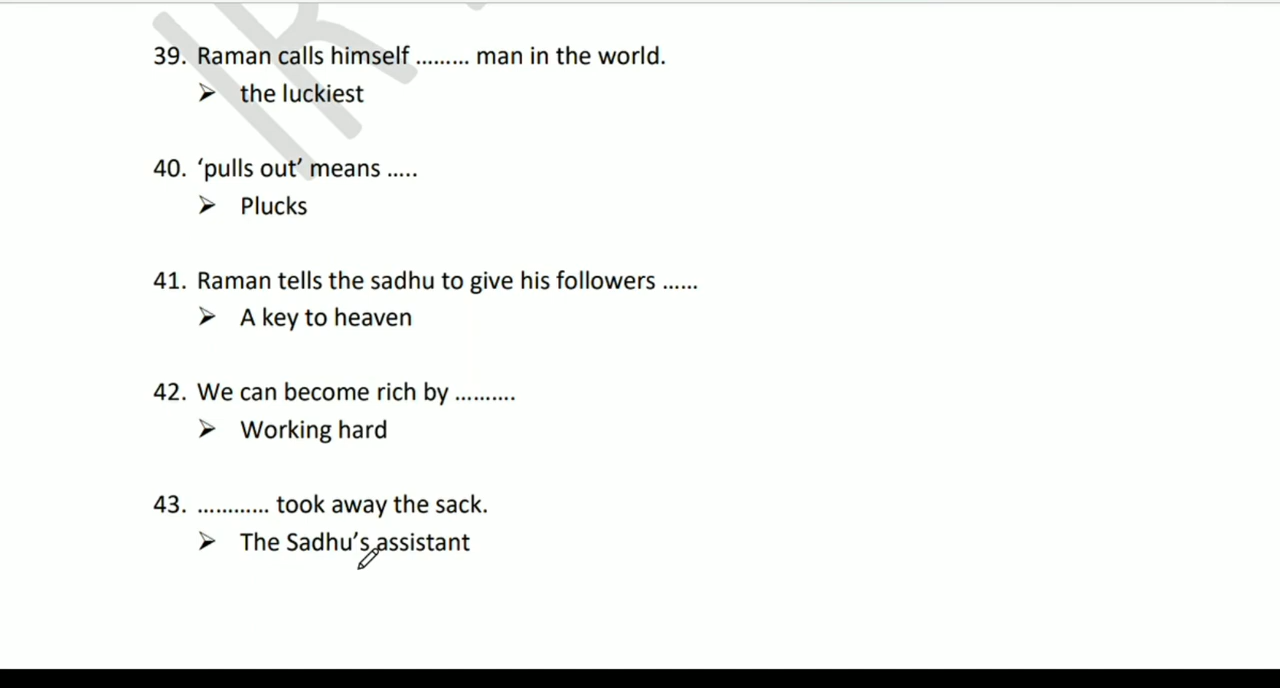 39. Raman calls himself ......... man in the world.
➢ the luckiest
40. ‘pulls out’ means .....
➢ Plucks
41. Raman tells the sadhu to give his followers ......
➢ A key to heaven
42. We can become rich by ..........
➢ Working hard
43. ............ took away the sack.
➢ The Sadhu’s assistant